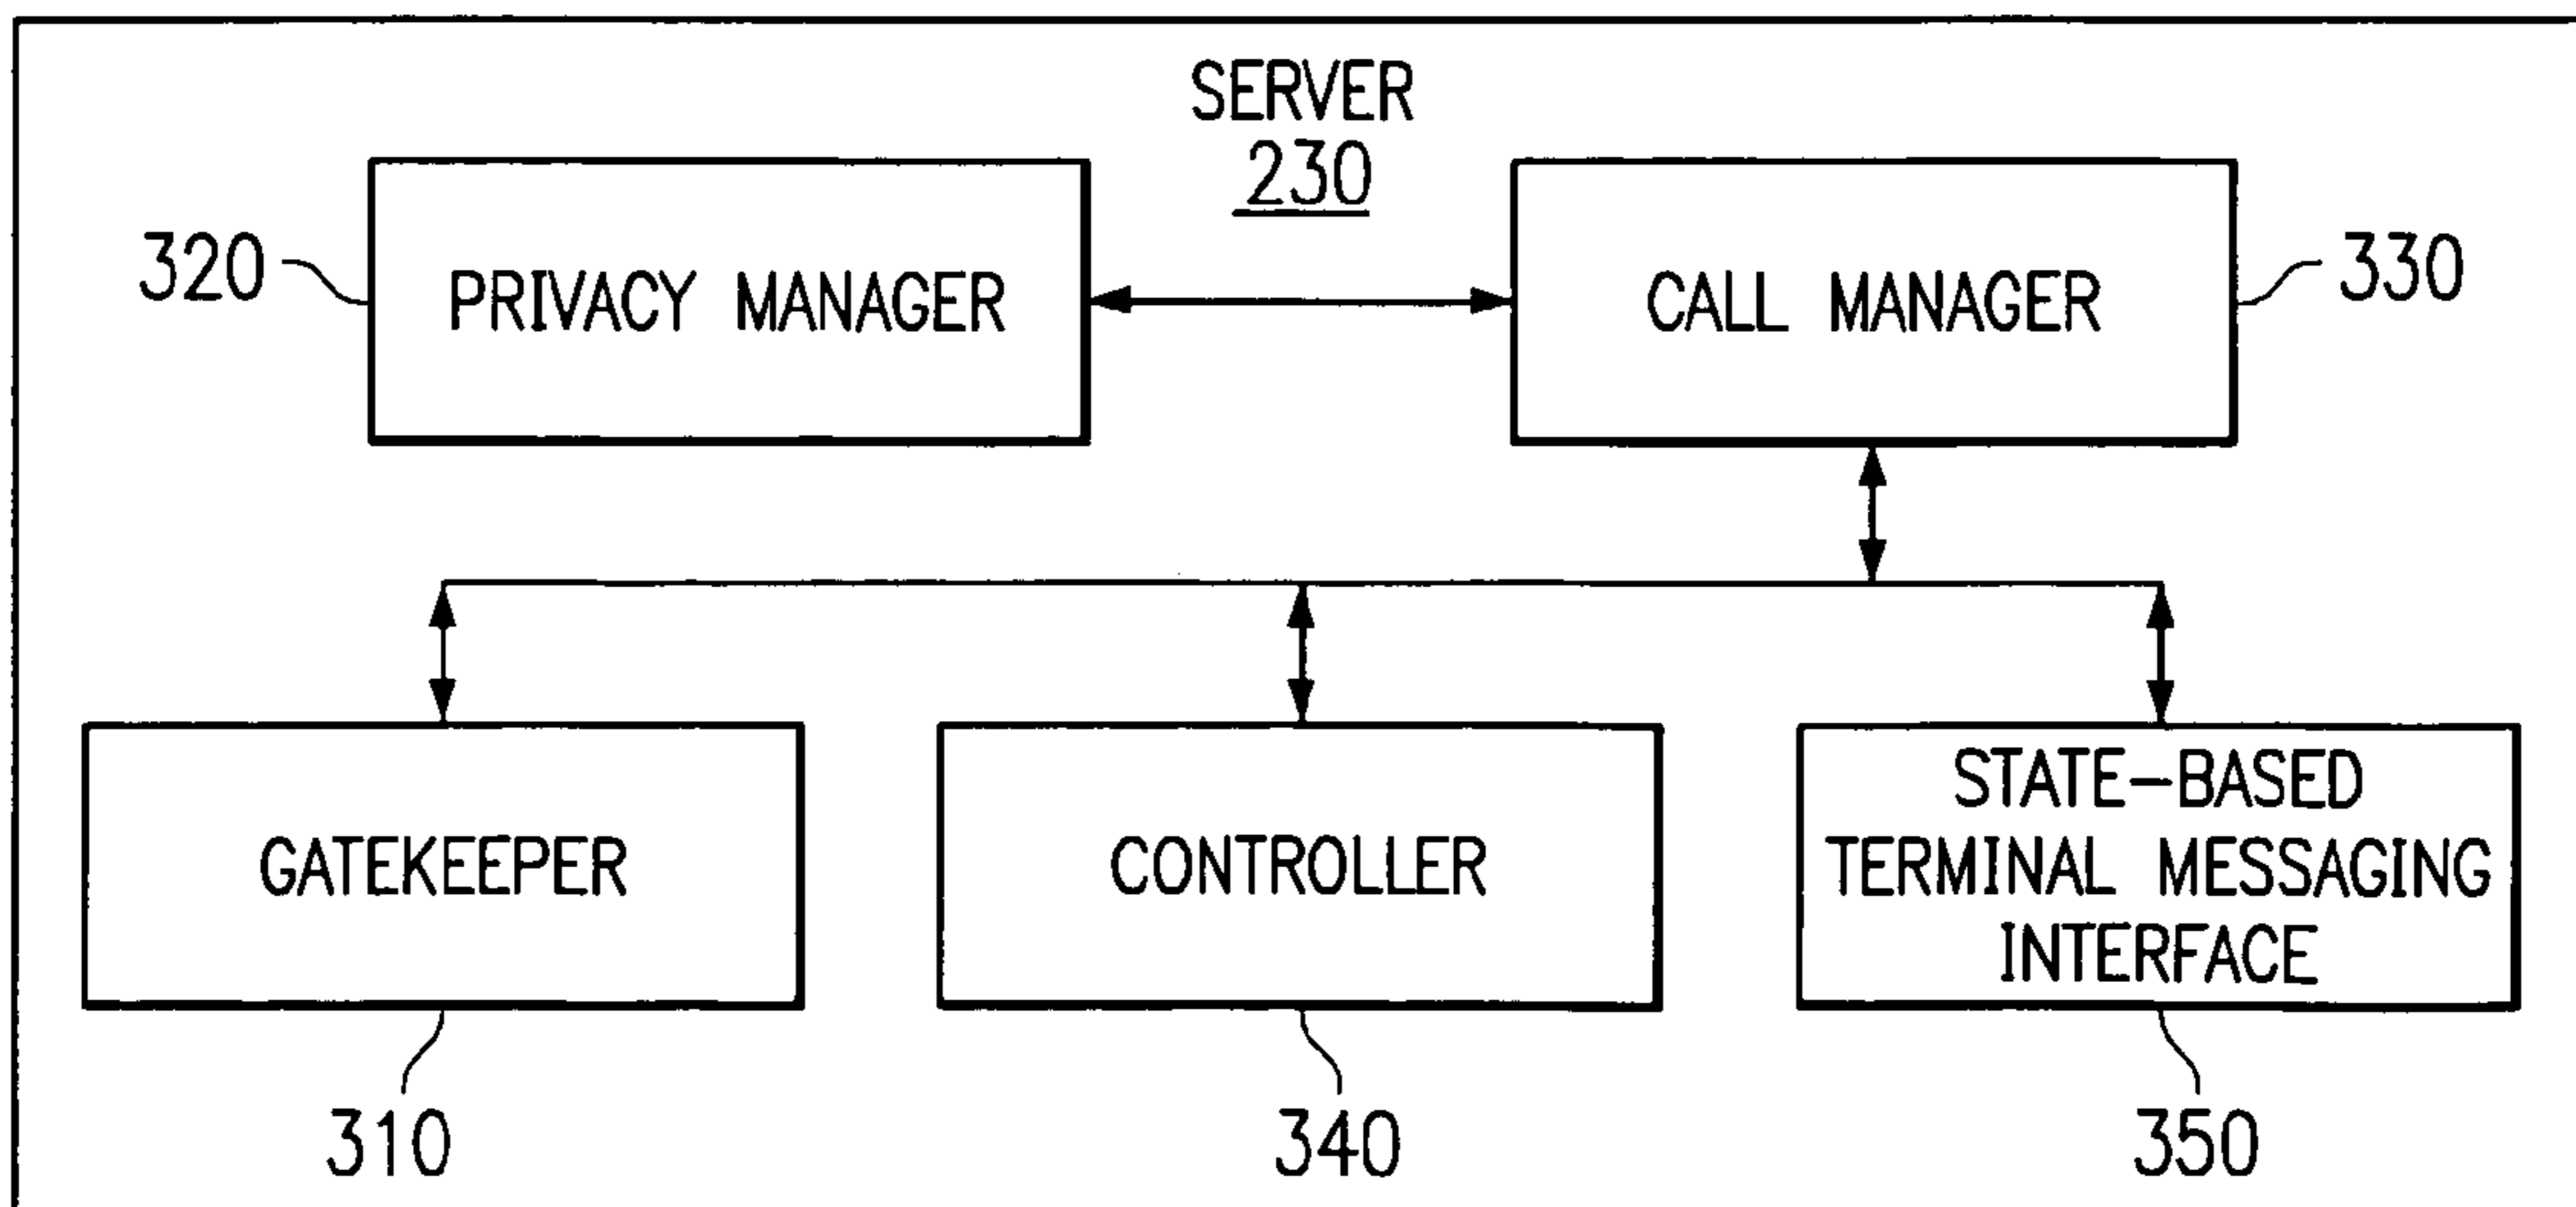 SERVER
230
320
PRIVACY MANAGER
CALL MANAGER
330
GATEKEEPER
CONTROLLER
STATE-BASED
TERMINAL MESSAGING
INTERFACE
310
340
350